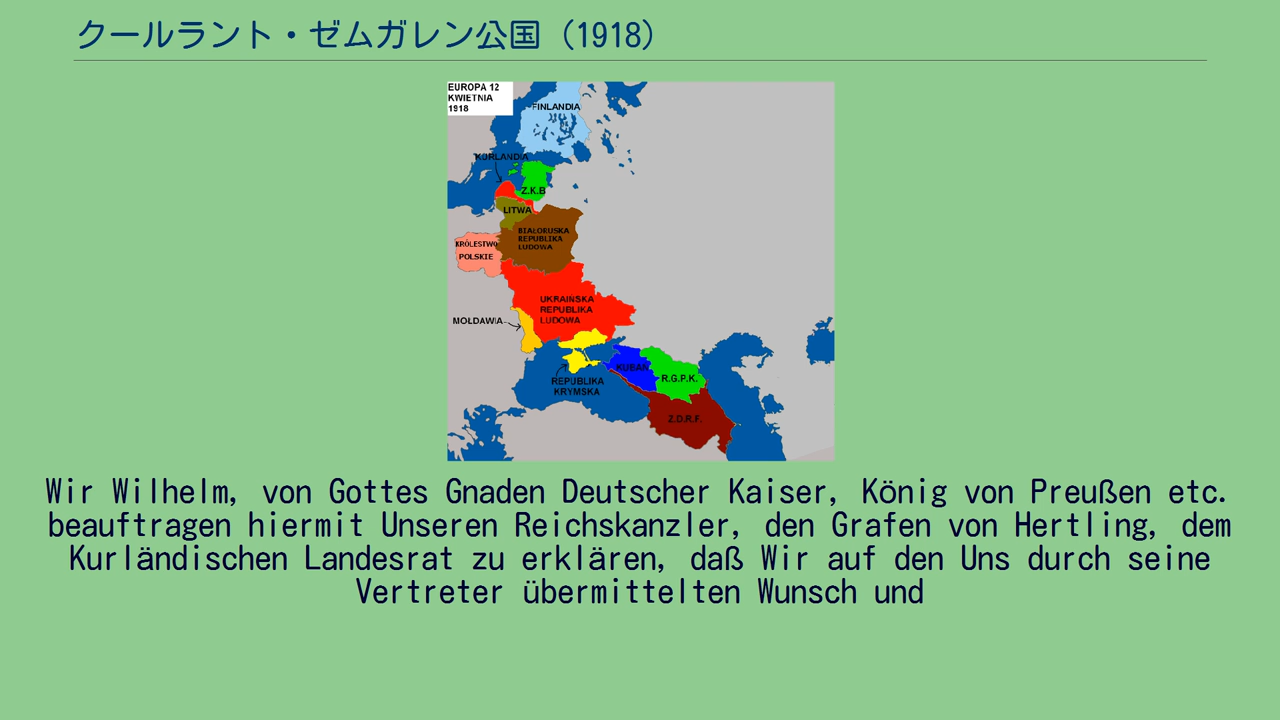 クールラント・ゼムガレン公国（1918）
EUROPA 12
KWIETNIA
1918
FINLANDIA
KURLANDIA
Z.K.B
LITWA
BIAŁORUSKA
REPUBLIKA
LUDOWA
KRÓLESTWO
POLSKIE
UKRAIŃSKA
REPUBLIKA
LUDOWA
MOŁDAWIA
KUBAŃ
R.G.P.K.
REPUBLIKA
KRYMSKA
Z.D.R.F.
Wir Wilhelm, von Gottes Gnaden Deutscher Kaiser, König von Preußen etc.
beauftragen hiermit Unseren Reichskanzler, den Grafen von Hertling, dem
Kurländischen Landesrat zu erklären, daß Wir auf den Uns durch seine
Vertreter übermittelten Wunsch und